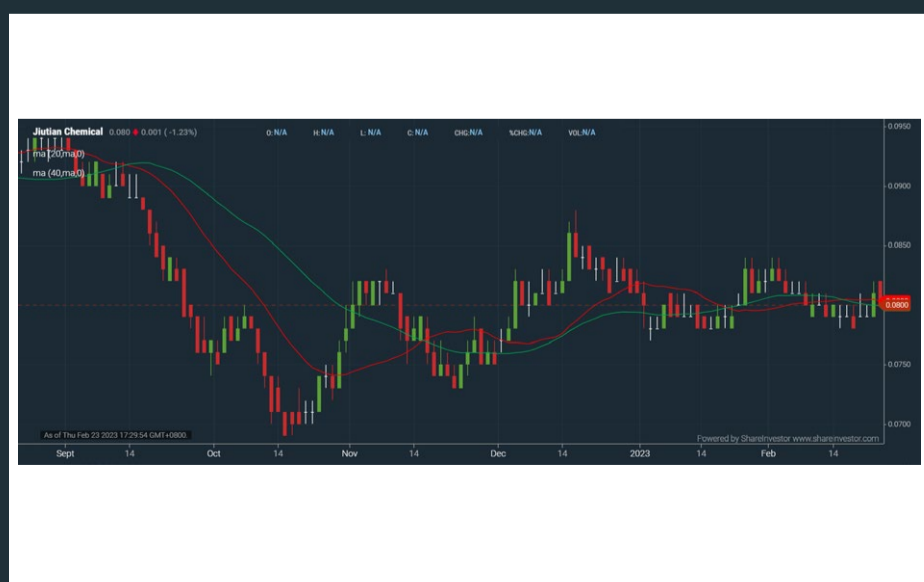 Jiutian Chemical 0.080 ♦ 0.001 ( -1.23%) O:N/A H:N/A L: N/A C: N/A CHG:N/A %CHG:N/A VOL:N/A
ma (20,ma,0)
ma (40,ma,0)
0.0950
0.0900
0.0850
0.0800
0.0750
0.0700
As of Thu Feb 23 2023 17:29:54 GMT+0800
Powered by ShareInvestor www.shareinvestor.com
Sept 14 Oct 14 Nov 14 Dec 14 2023 14 Feb 14